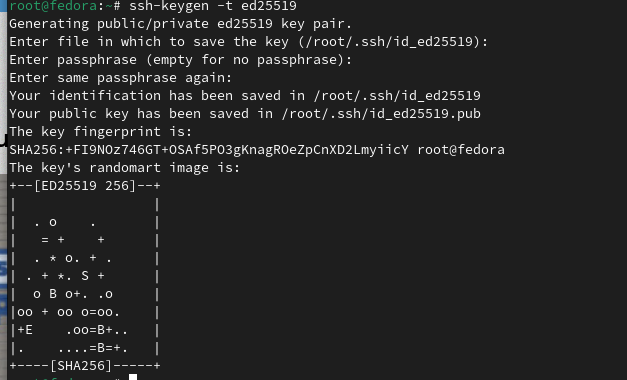 root@fedora:~# ssh-keygen -t ed25519
Generating public/private ed25519 key pair.
Enter file in which to save the key (/root/.ssh/id_ed25519):
Enter passphrase (empty for no passphrase):
Enter same passphrase again:
Your identification has been saved in /root/.ssh/id_ed25519
Your public key has been saved in /root/.ssh/id_ed25519.pub
The key fingerprint is:
SHA256:+FI9NOz746GT+OSAf5PO3gKnagROeZpCnXD2LmyiicY root@fedora
The key's randomart image is:
+--[ED25519 256]--+
|                 |
|  . o    .       |
|   = +    +      |
|  . * o. + .     |
| . + *. S +      |
|  o B o+. .o     |
|oo + oo o=oo.    |
|+E    .oo=B+..   |
|.    ....=B=+.   |
+----[SHA256]-----+